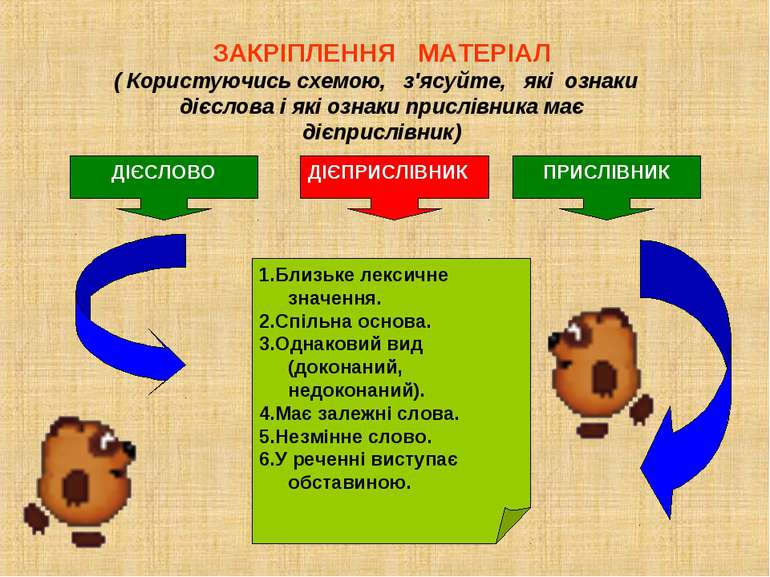 ЗАКРІПЛЕННЯ МАТЕРІАЛ
( Користуючись схемою, з'ясуйте, які ознаки
дієслова і які ознаки прислівника має
дієприслівник)
ДІЄСЛОВО
ДІЄПРИСЛІВНИК
ПРИСЛІВНИК
1.Близьке лексичне
значення.
2.Спільна основа.
3.Однаковий вид
(доконаний,
недоконаний).
4.Має залежні слова.
5.Незмінне слово.
6.У реченні виступає
обставиною.